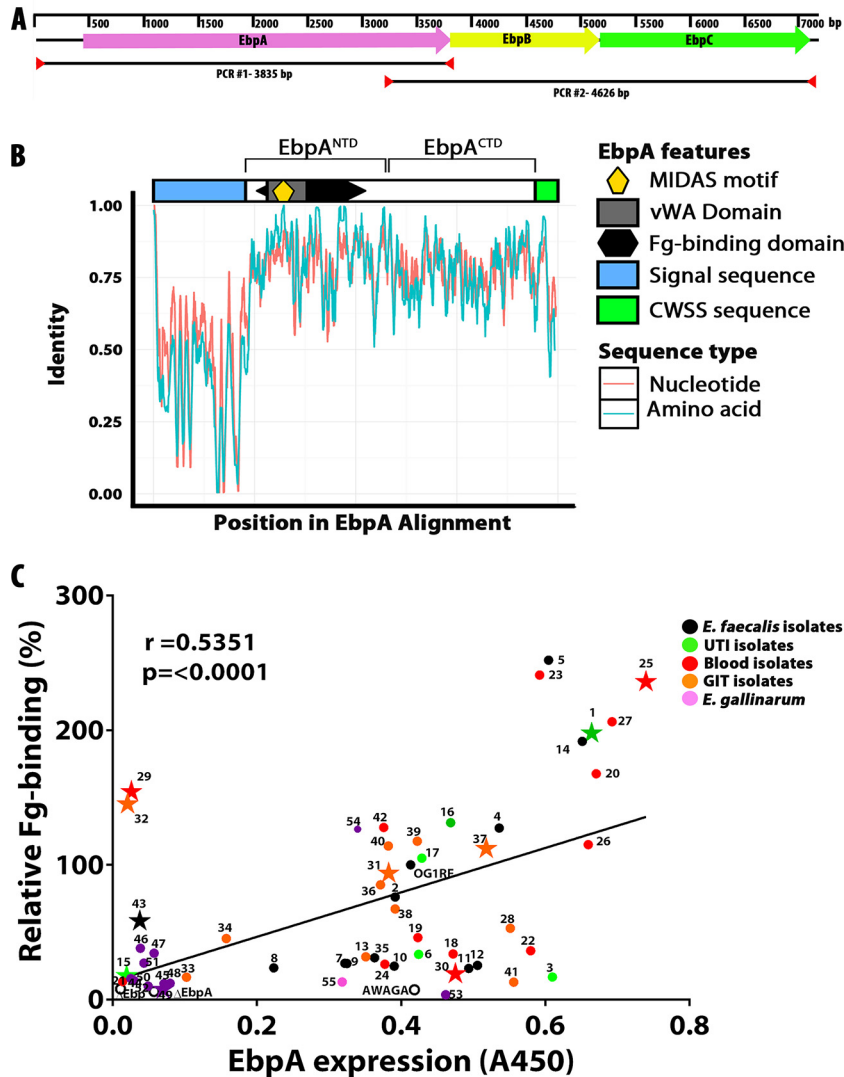 A
500 1000 1500 2000 2500 3000 3500 4000 4500 5000 5500 6000 6500 7000 bp
EbpA EbpB EbpC
PCR #1- 3835 bp
PCR #2- 4626 bp
B
EbpA^NTD EbpA^CTD
EbpA features
MIDAS motif
vWA Domain
Fg-binding domain
Signal sequence
CWSS sequence
Sequence type
Nucleotide
Amino acid
1.00
0.75
0.50
0.25
0.00
Identity
Position in EbpA Alignment
C
Relative Fg-binding (%)
300
200
100
0
r =0.5351
p=<0.0001
E. faecalis isolates
UTI isolates
Blood isolates
GIT isolates
E. gallinarum
5
23
25
1
27
14
20
29
32
54
42
16
4
39
40
17
37
26
31
OG1RF
36
2
38
43
34
19
28
46
47
13
35
6
18
22
51
8
7
9
10
11
12
15
50
45
48
33
24
30
55
41
3
21
49
ΔEbpA
AWAGA
53
0.0 0.2 0.4 0.6 0.8
EbpA expression (A450)